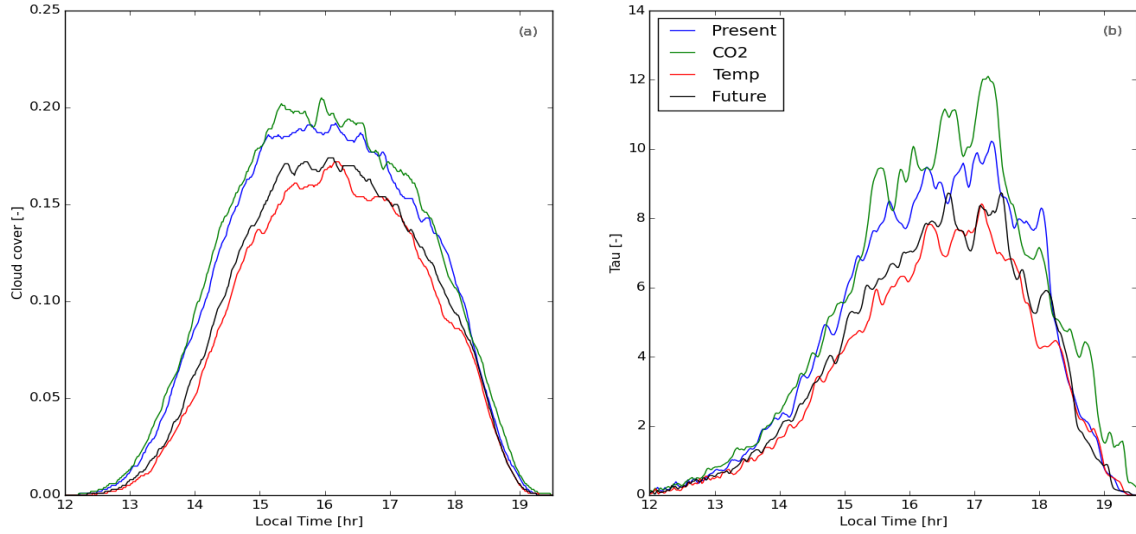 (a)
Cloud cover [-]
0.25
0.20
0.15
0.10
0.05
0.00
12 13 14 15 16 17 18 19
Local Time [hr]
(b)
Present
CO2
Temp
Future
Tau [-]
14
12
10
8
6
4
2
0
12 13 14 15 16 17 18 19
Local Time [hr]